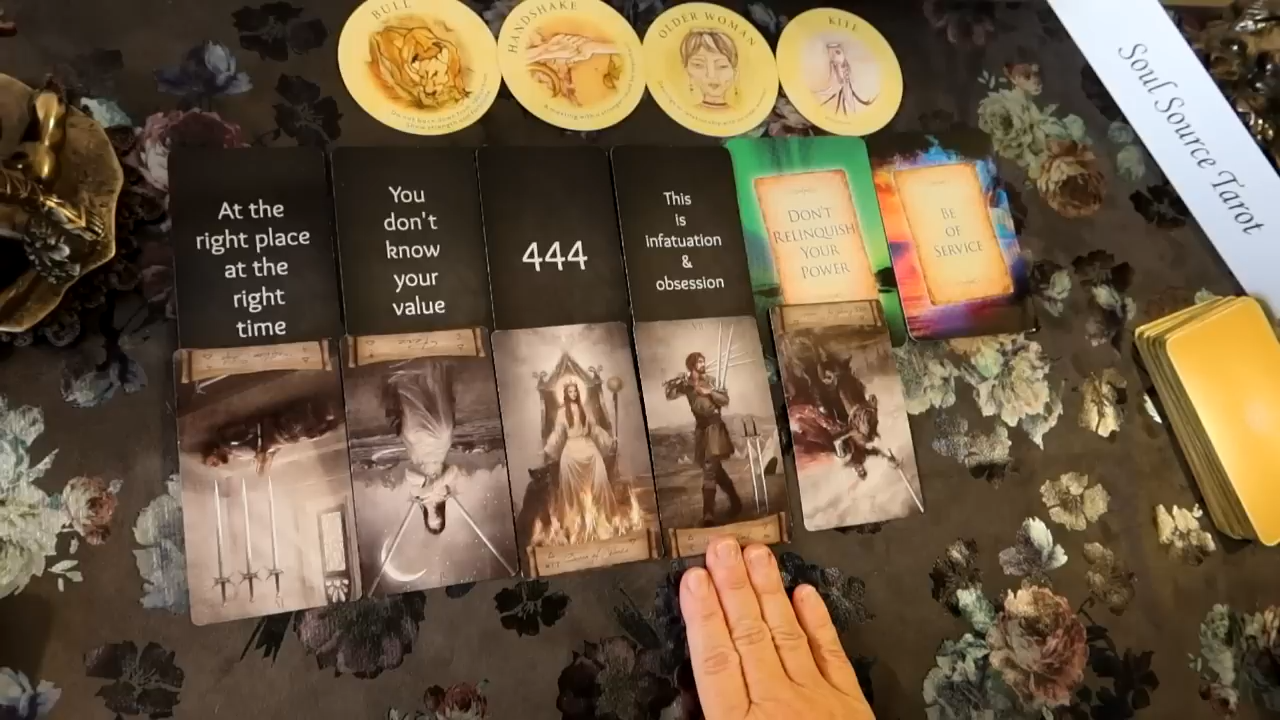 BULL
HANDSHAKE
OLDER WOMAN
KITE
Soul Source Tarot
At the
right place
at the
right
time
You
don't
know
your
value
444
This
is
infatuation
&
obsession
DON'T
RELINQUISH
YOUR
POWER
BE
OF
SERVICE